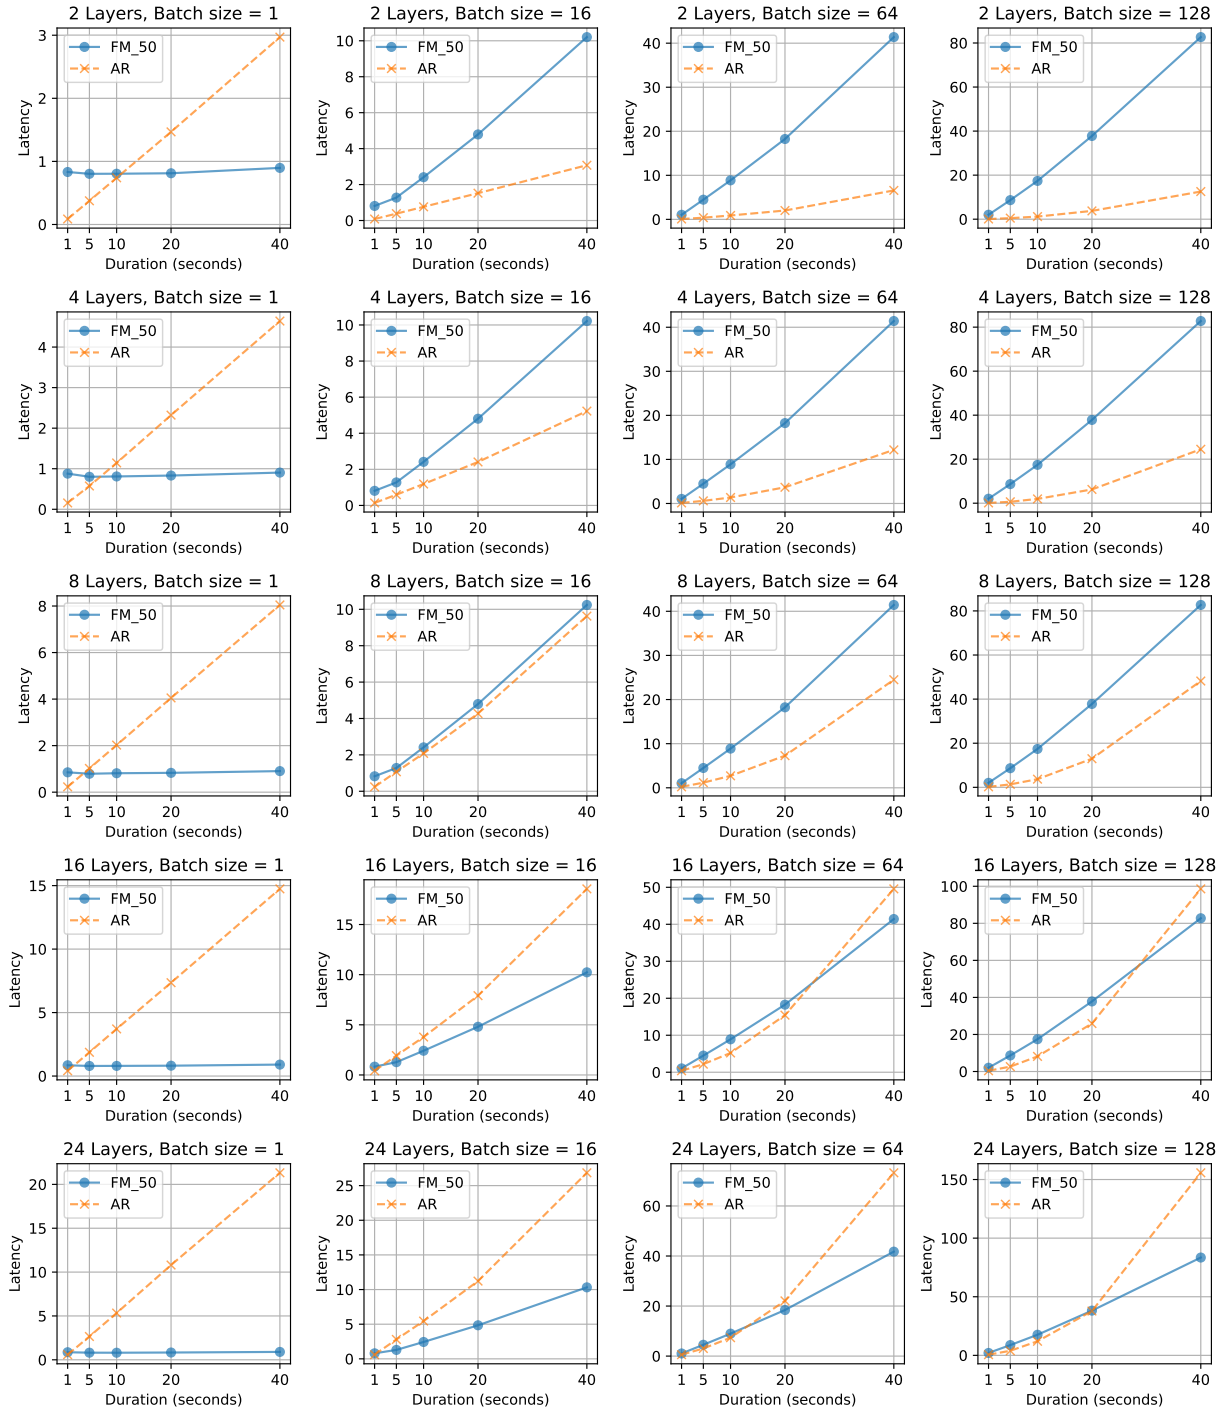 2 Layers, Batch size = 1
3
2
1
0
Latency
FM_50
AR
1 5 10 20 40
Duration (seconds)
2 Layers, Batch size = 16
10
8
6
4
2
0
Latency
FM_50
AR
1 5 10 20 40
Duration (seconds)
2 Layers, Batch size = 64
40
30
20
10
0
Latency
FM_50
AR
1 5 10 20 40
Duration (seconds)
2 Layers, Batch size = 128
80
60
40
20
0
Latency
FM_50
AR
1 5 10 20 40
Duration (seconds)
4 Layers, Batch size = 1
4
3
2
1
0
Latency
FM_50
AR
1 5 10 20 40
Duration (seconds)
4 Layers, Batch size = 16
10
8
6
4
2
0
Latency
FM_50
AR
1 5 10 20 40
Duration (seconds)
4 Layers, Batch size = 64
40
30
20
10
0
Latency
FM_50
AR
1 5 10 20 40
Duration (seconds)
4 Layers, Batch size = 128
80
60
40
20
0
Latency
FM_50
AR
1 5 10 20 40
Duration (seconds)
8 Layers, Batch size = 1
8
6
4
2
0
Latency
FM_50
AR
1 5 10 20 40
Duration (seconds)
8 Layers, Batch size = 16
10
8
6
4
2
0
Latency
FM_50
AR
1 5 10 20 40
Duration (seconds)
8 Layers, Batch size = 64
40
30
20
10
0
Latency
FM_50
AR
1 5 10 20 40
Duration (seconds)
8 Layers, Batch size = 128
80
60
40
20
0
Latency
FM_50
AR
1 5 10 20 40
Duration (seconds)
16 Layers, Batch size = 1
15
10
5
0
Latency
FM_50
AR
1 5 10 20 40
Duration (seconds)
16 Layers, Batch size = 16
15
10
5
0
Latency
FM_50
AR
1 5 10 20 40
Duration (seconds)
16 Layers, Batch size = 64
50
40
30
20
10
0
Latency
FM_50
AR
1 5 10 20 40
Duration (seconds)
16 Layers, Batch size = 128
100
80
60
40
20
0
Latency
FM_50
AR
1 5 10 20 40
Duration (seconds)
24 Layers, Batch size = 1
20
15
10
5
0
Latency
FM_50
AR
1 5 10 20 40
Duration (seconds)
24 Layers, Batch size = 16
25
20
15
10
5
0
Latency
FM_50
AR
1 5 10 20 40
Duration (seconds)
24 Layers, Batch size = 64
60
40
20
0
Latency
FM_50
AR
1 5 10 20 40
Duration (seconds)
24 Layers, Batch size = 128
150
100
50
0
Latency
FM_50
AR
1 5 10 20 40
Duration (seconds)